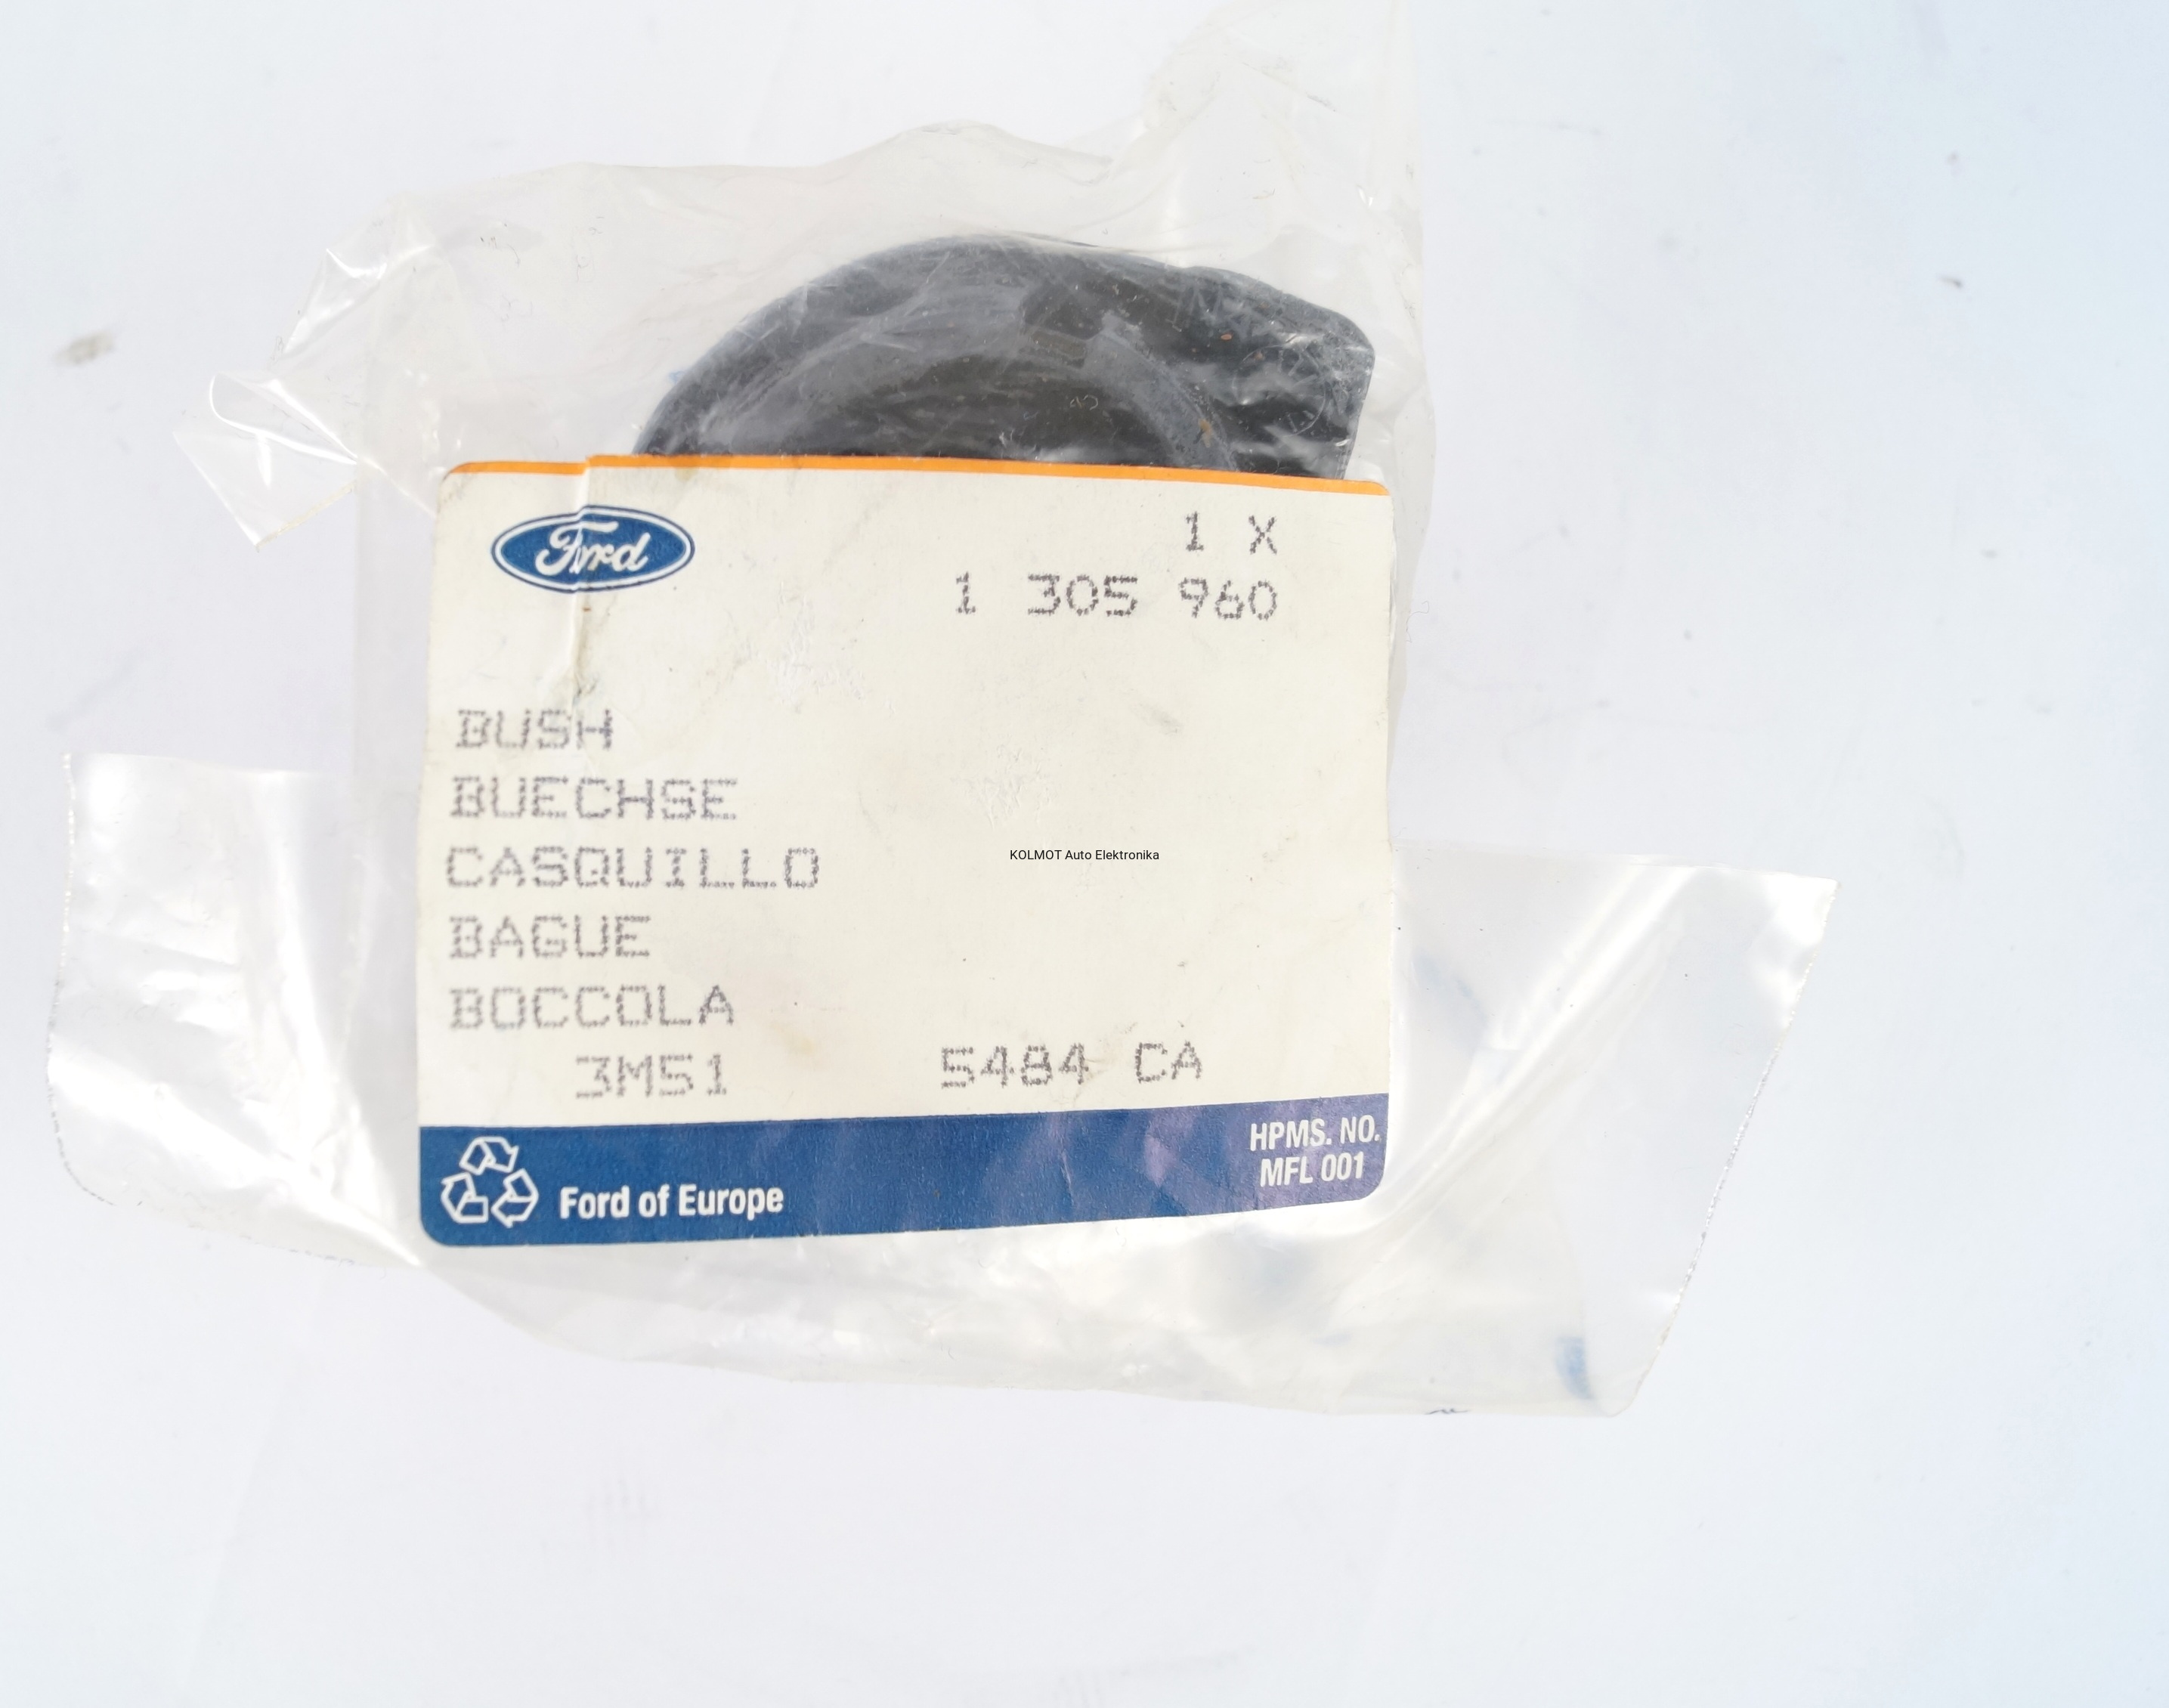 Ford
1 X
1 305 960
BUSH
BUECHSE
CASQUILLO
KOLMOT Auto Elektronika
BAGUE
BOCCOLA
3M51 5484 CA
HPMS. NO.
MFL 001
Ford of Europe